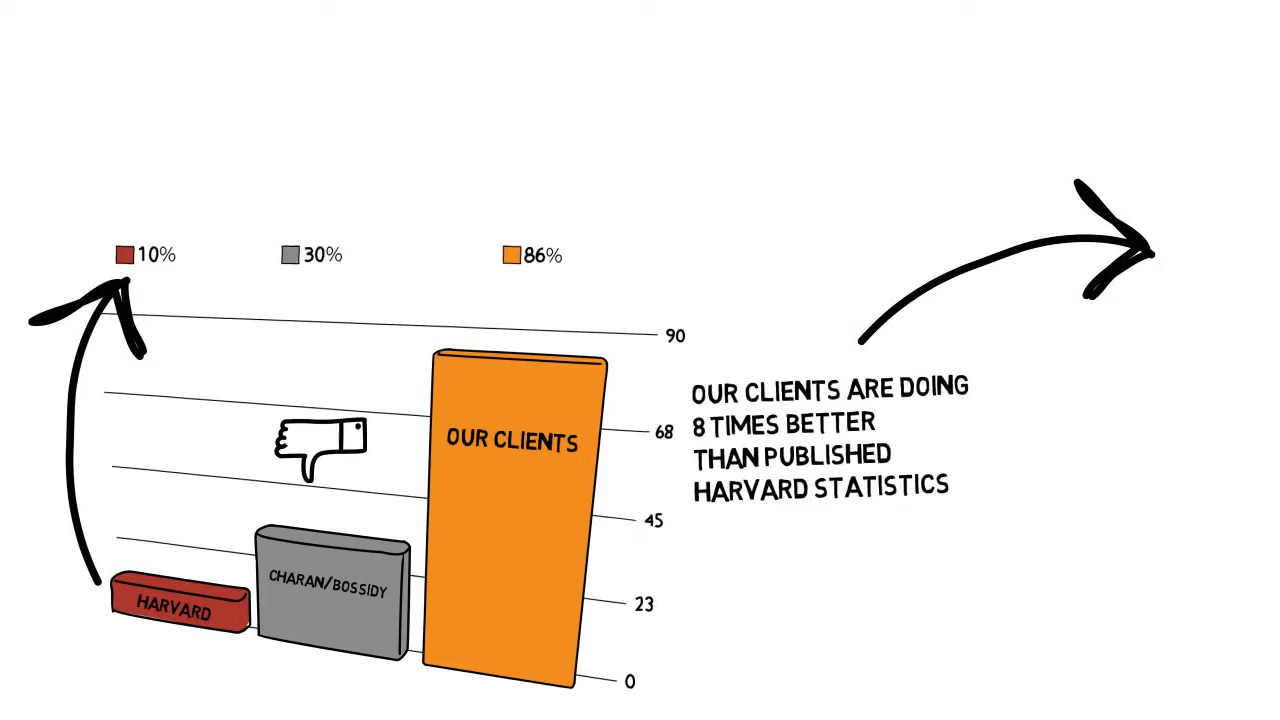 10%
30%
86%
90
68
45
23
0
HARVARD
CHARAN/BOSSIDY
OUR CLIENTS
OUR CLIENTS ARE DOING
8 TIMES BETTER
THAN PUBLISHED
HARVARD STATISTICS